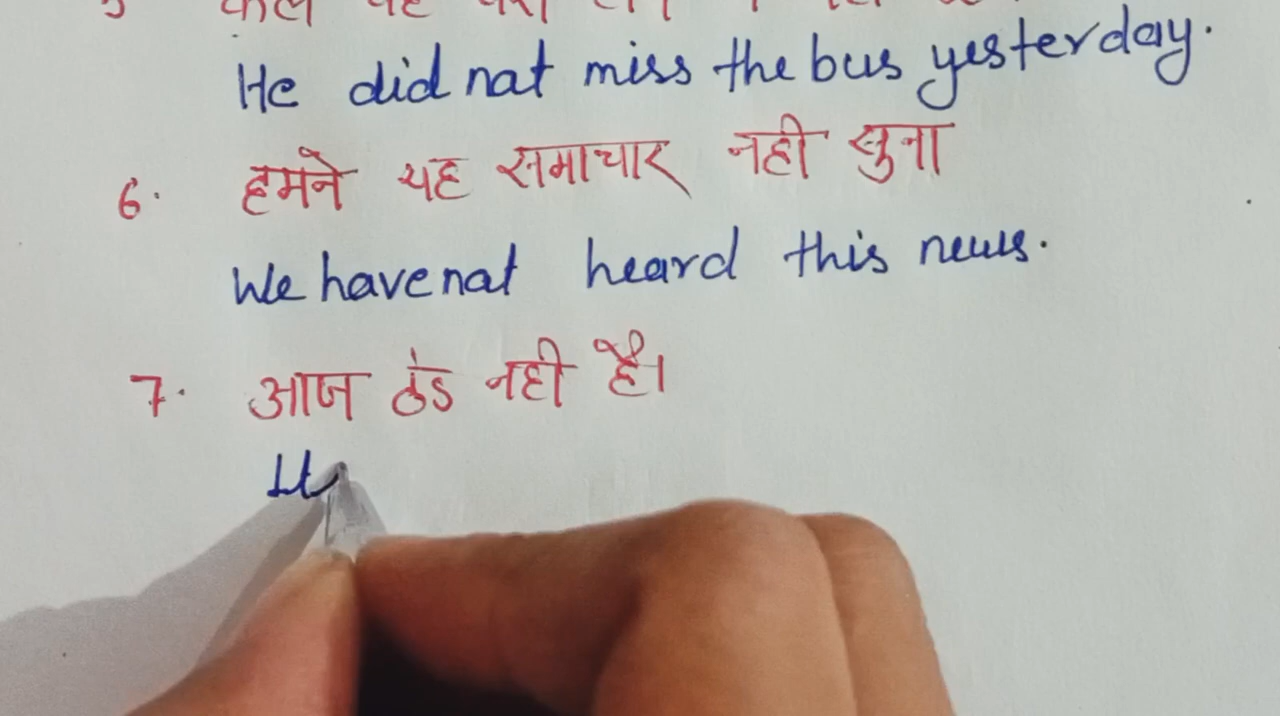 He did nat miss the bus yesterday.
6. हमने यह समाचार नही सुना
We have nat heard this news.
7. आज ठंड नही है।
It